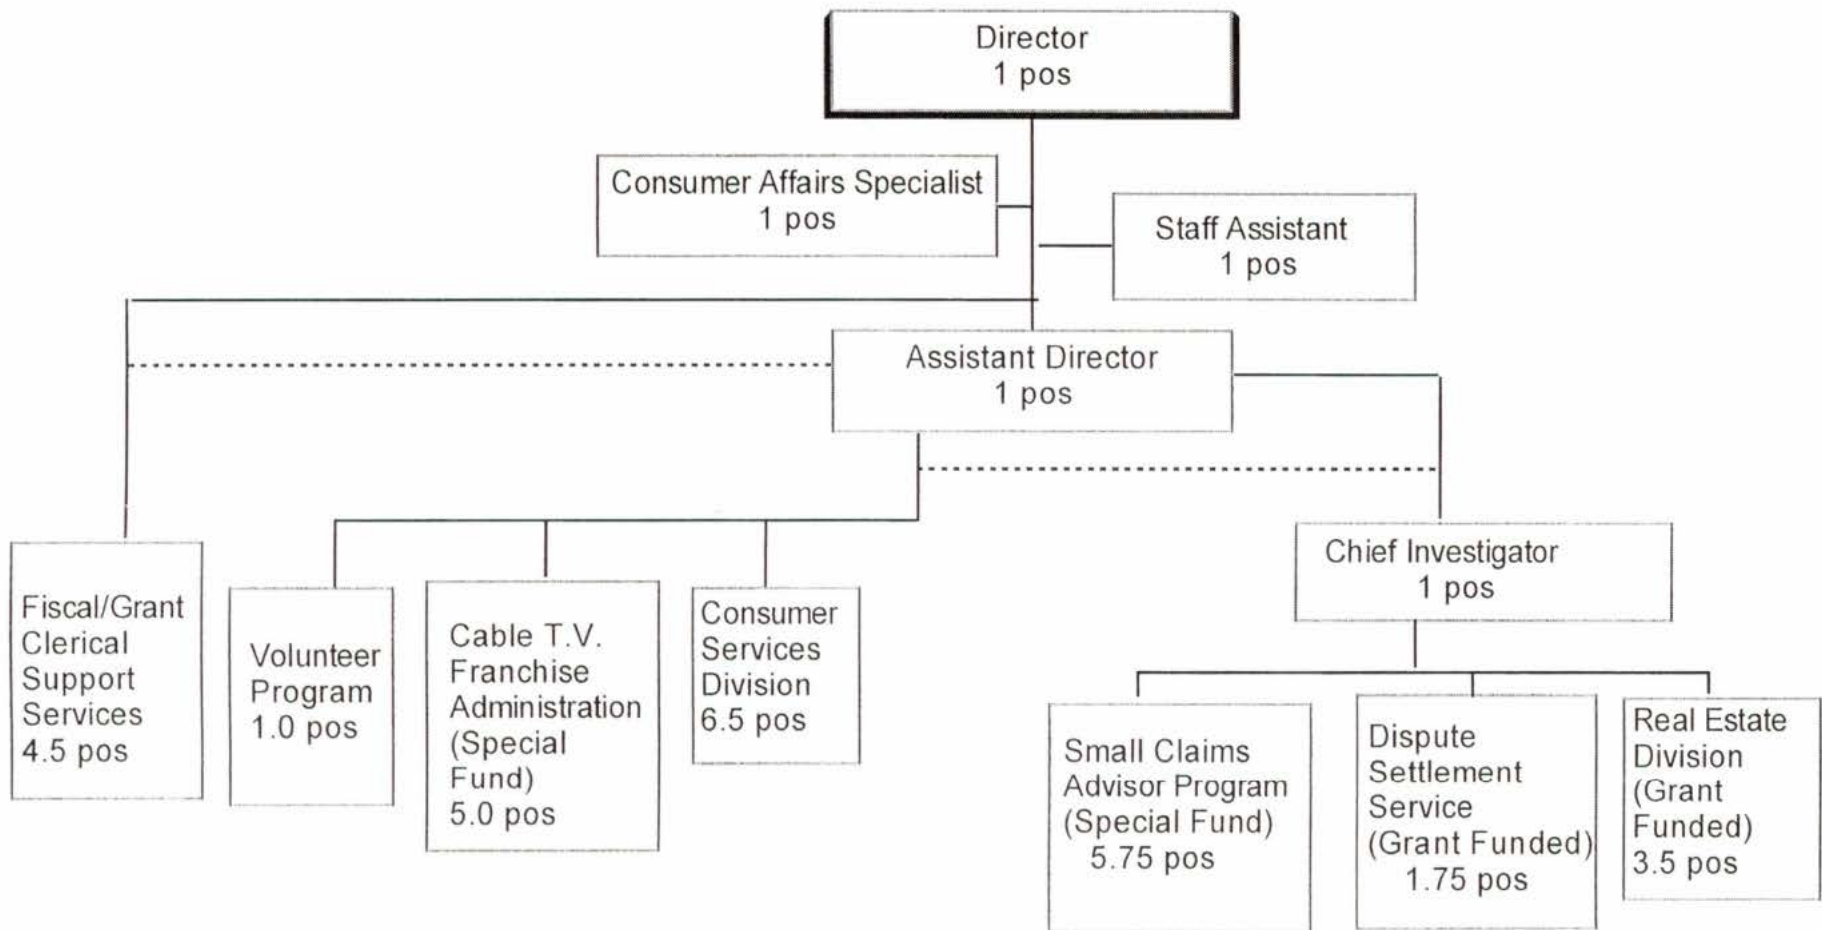 Director
1 pos
Consumer Affairs Specialist
1 pos
Staff Assistant
1 pos
Assistant Director
1 pos
Chief Investigator
1 pos
Fiscal/Grant
Clerical
Support
Services
4.5 pos
Volunteer
Program
1.0 pos
Cable T.V.
Franchise
Administration
(Special
Fund)
5.0 pos
Consumer
Services
Division
6.5 pos
Small Claims
Advisor Program
(Special Fund)
5.75 pos
Dispute
Settlement
Service
(Grant Funded)
1.75 pos
Real Estate
Division
(Grant
Funded)
3.5 pos